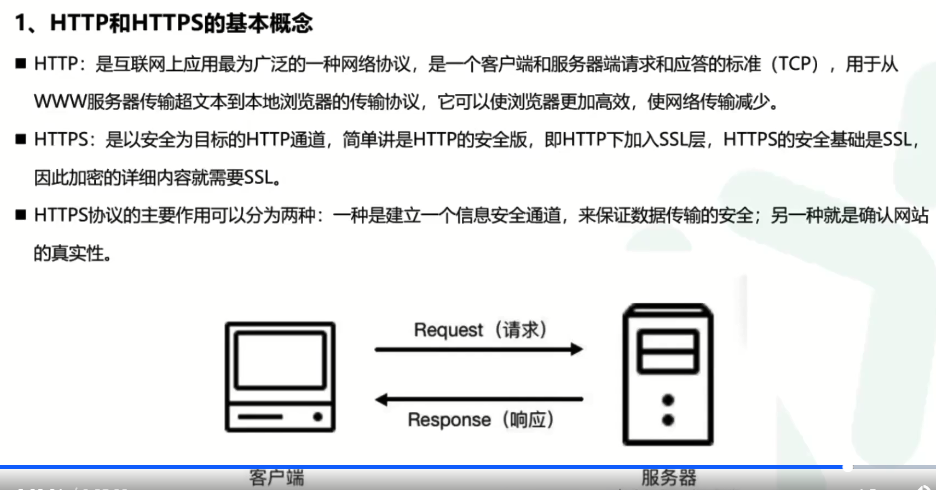 1、HTTP和HTTPS的基本概念
■ HTTP：是互联网上应用最为广泛的一种网络协议，是一个客户端和服务器端请求和应答的标准（TCP），用于从
WWW服务器传输超文本到本地浏览器的传输协议，它可以使浏览器更加高效，使网络传输减少。
■ HTTPS：是以安全为目标的HTTP通道，简单讲是HTTP的安全版，即HTTP下加入SSL层，HTTPS的安全基础是SSL，
因此加密的详细内容就需要SSL。
■ HTTPS协议的主要作用可以分为两种：一种是建立一个信息安全通道，来保证数据传输的安全；另一种就是确认网站
的真实性。
Request（请求）
Response（响应）
客户端
服务器